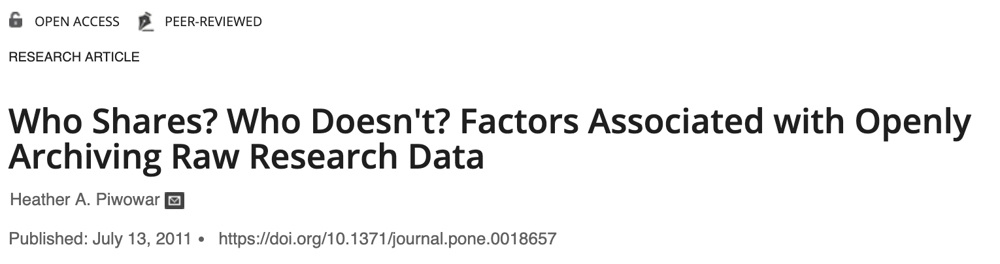 OPEN ACCESS PEER-REVIEWED
RESEARCH ARTICLE
Who Shares? Who Doesn't? Factors Associated with Openly
Archiving Raw Research Data
Heather A. Piwowar
Published: July 13, 2011 • https://doi.org/10.1371/journal.pone.0018657